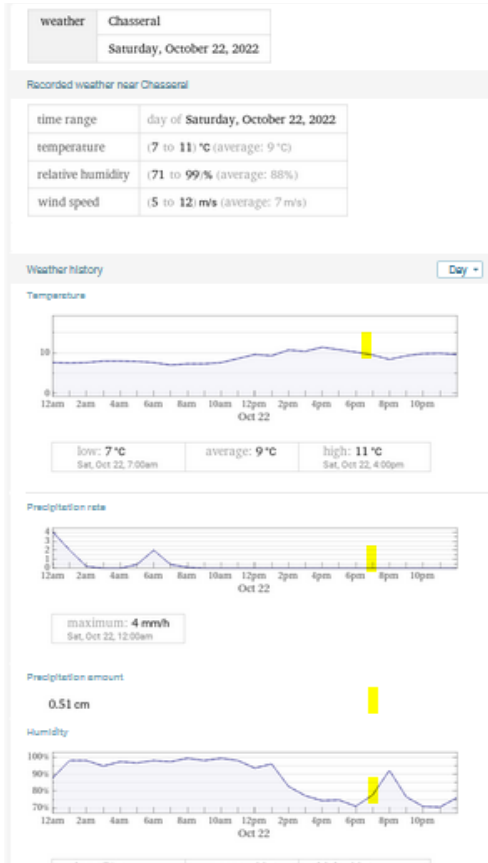 weather Chasseral
Saturday, October 22, 2022
Recorded weather near Chasseral
time range day of Saturday, October 22, 2022
temperature (7 to 11) °C (average: 9 °C)
relative humidity (71 to 99)% (average: 88%)
wind speed (5 to 12) m/s (average: 7 m/s)
Weather history Day
Temperature
10
0
12am 2am 4am 6am 8am 10am 12pm 2pm 4pm 6pm 8pm 10pm
Oct 22
low: 7 °C average: 9 °C high: 11 °C
Sat, Oct 22, 7:00am Sat, Oct 22, 4:00pm
Precipitation rate
4
3
2
1
0
12am 2am 4am 6am 8am 10am 12pm 2pm 4pm 6pm 8pm 10pm
Oct 22
maximum: 4 mm/h
Sat, Oct 22, 12:00am
Precipitation amount
0.51 cm
Humidity
100%
90%
80%
70%
12am 2am 4am 6am 8am 10am 12pm 2pm 4pm 6pm 8pm 10pm
Oct 22